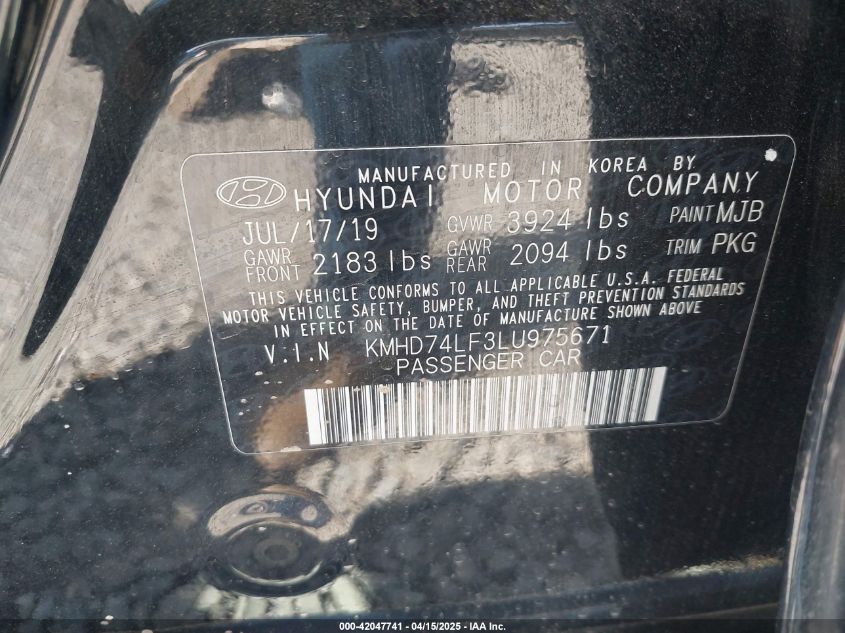 MANUFACTURED IN KOREA BY
HYUNDAI MOTOR COMPANY
JUL/17/19 GVWR 3924 lbs PAINT MJB
GAWR FRONT 2183 lbs GAWR REAR 2094 lbs TRIM PKG
THIS VEHICLE CONFORMS TO ALL APPLICABLE U.S.A. FEDERAL
MOTOR VEHICLE SAFETY, BUMPER, AND THEFT PREVENTION STANDARDS
IN EFFECT ON THE DATE OF MANUFACTURE SHOWN ABOVE
V:I.N KMHD74LF3LU975671
PASSENGER CAR
000-42047741 | 04/15/2025 - IAA Inc.